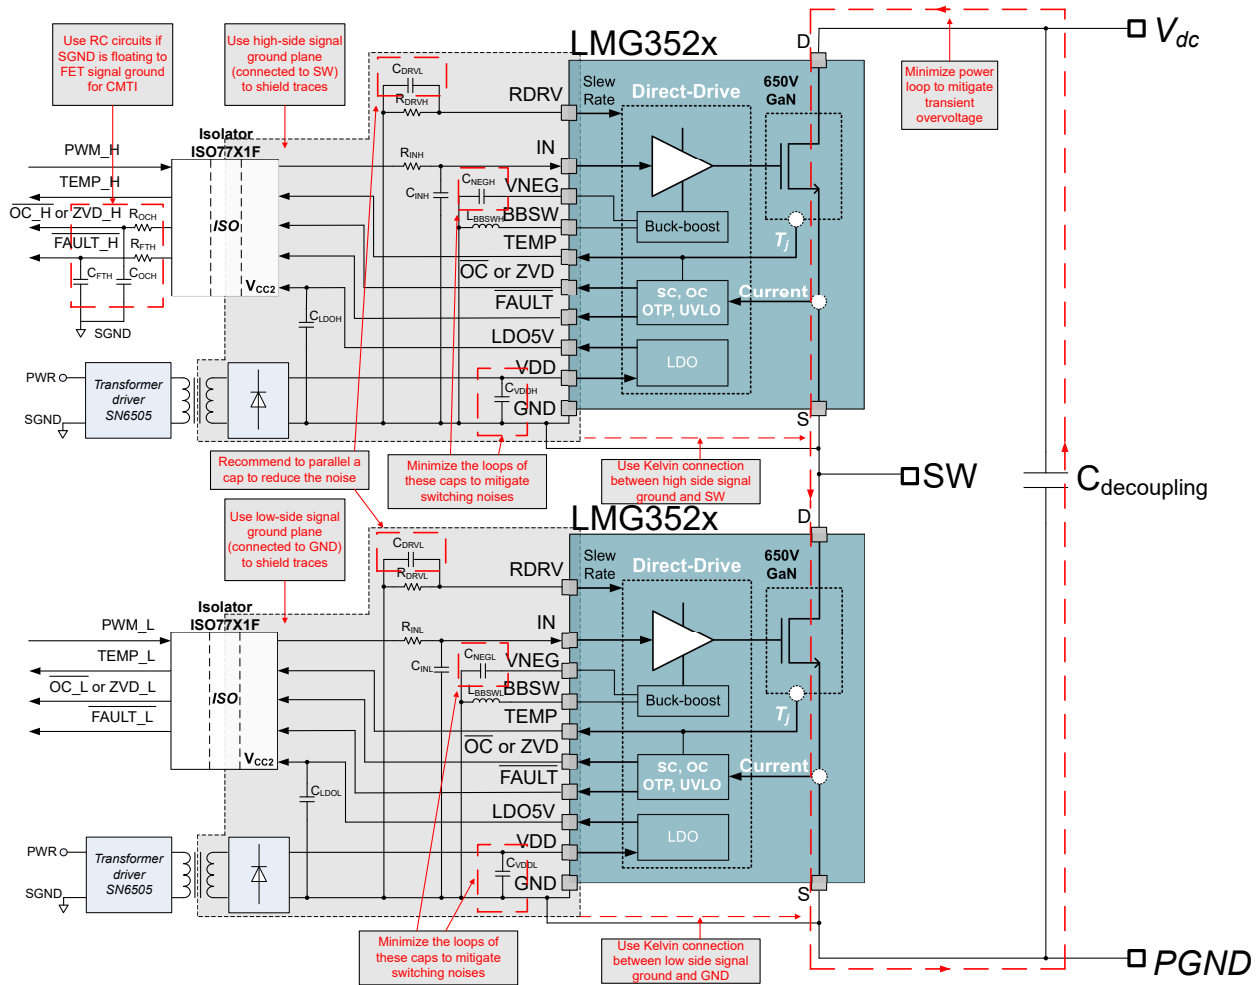 Use RC circuits if
SGND is floating to
FET signal ground
for CMTI
Use high-side signal
ground plane
(connected to SW)
to shield traces
LMG352x
D
V_dc
Minimize power
loop to mitigate
transient
overvoltage
C_DRVL
R_DRVH
RDRV
Slew
Rate
Direct-Drive
650V
GaN
Isolator
ISO77X1F
PWM_H
TEMP_H
OC_H or ZVD_H
FAULT_H
R_OCH
R_FTH
C_FTH
C_OCH
SGND
ISO
V_CC2
R_INH
IN
C_INH
C_NEGH
VNEG
L_BBSWH
BBSW
Buck-boost
T_j
TEMP
OC or ZVD
SC, OC
OTP, UVLO
Current
FAULT
C_LDOH
LDO5V
LDO
VDD
C_VDDH
GND
S
PWR
SGND
Transformer
driver
SN6505
Recommend to parallel a
cap to reduce the noise
Minimize the loops of
these caps to mitigate
switching noises
Use Kelvin connection
between high side signal
ground and SW
SW
C_decoupling
Use low-side signal
ground plane
(connected to GND)
to shield traces
LMG352x
D
C_DRVL
R_DRVL
RDRV
Slew
Rate
Direct-Drive
650V
GaN
Isolator
ISO77X1F
PWM_L
TEMP_L
OC_L or ZVD_L
FAULT_L
ISO
V_CC2
R_INL
IN
C_INL
C_NEGL
VNEG
L_BBSWL
BBSW
Buck-boost
T_j
TEMP
OC or ZVD
SC, OC
OTP, UVLO
Current
FAULT
C_LDOL
LDO5V
LDO
VDD
C_VDDL
GND
S
PWR
SGND
Transformer
driver
SN6505
Minimize the loops of
these caps to mitigate
switching noises
Use Kelvin connection
between low side signal
ground and GND
PGND